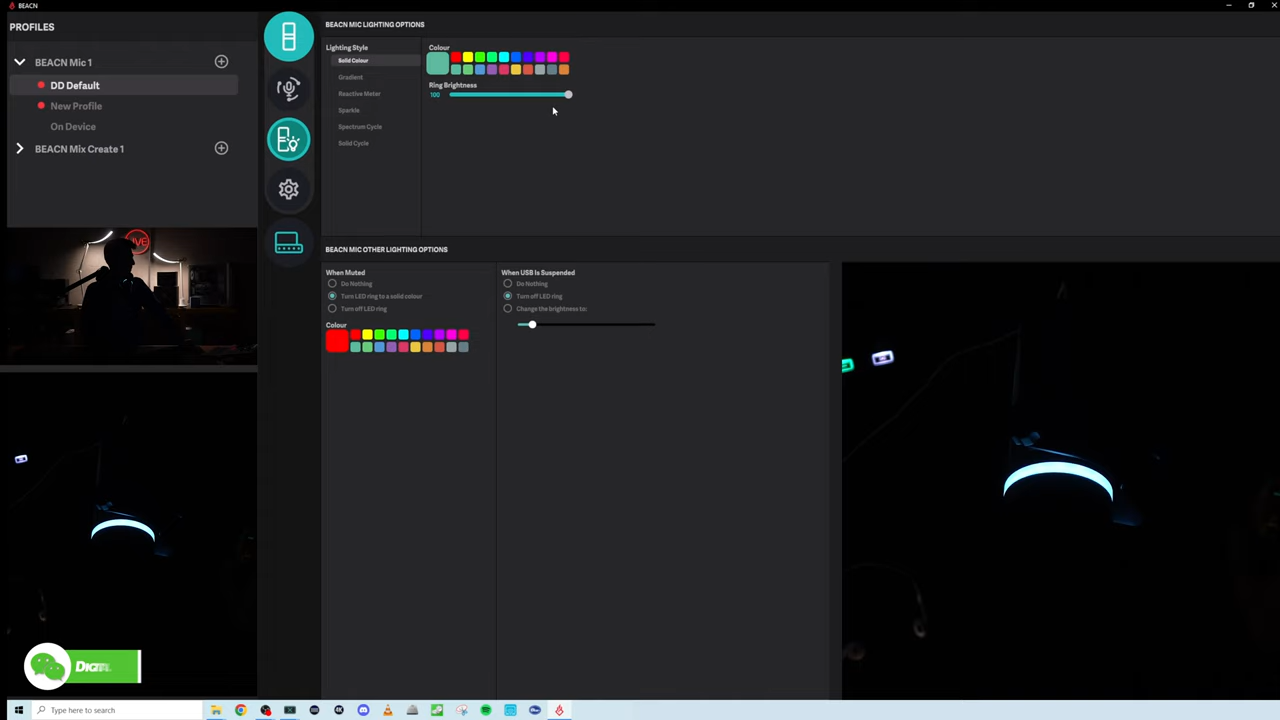 BEACN
PROFILES
BEACN Mic 1
DD Default
New Profile
On Device
BEACN Mix Create 1
BEACN MIC LIGHTING OPTIONS
Lighting Style
Solid Colour
Gradient
Reactive Meter
Sparkle
Spectrum Cycle
Solid Cycle
Colour
Ring Brightness
100
LIVE
BEACN MIC OTHER LIGHTING OPTIONS
When Muted
Do Nothing
Turn LED ring to a solid colour
Turn off LED ring
Colour
When USB Is Suspended
Do Nothing
Turn off LED ring
Change the brightness to:
Type here to search